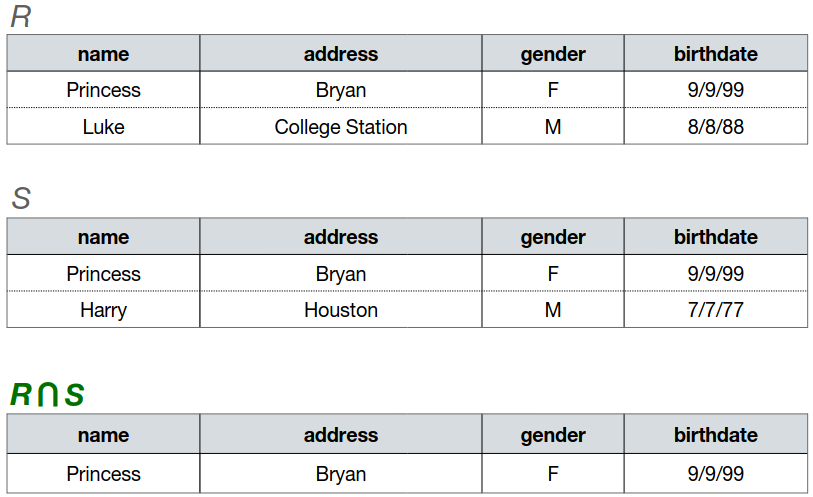 R
name address gender birthdate
Princess Bryan F 9/9/99
Luke College Station M 8/8/88
S
name address gender birthdate
Princess Bryan F 9/9/99
Harry Houston M 7/7/77
R ∩ S
name address gender birthdate
Princess Bryan F 9/9/99